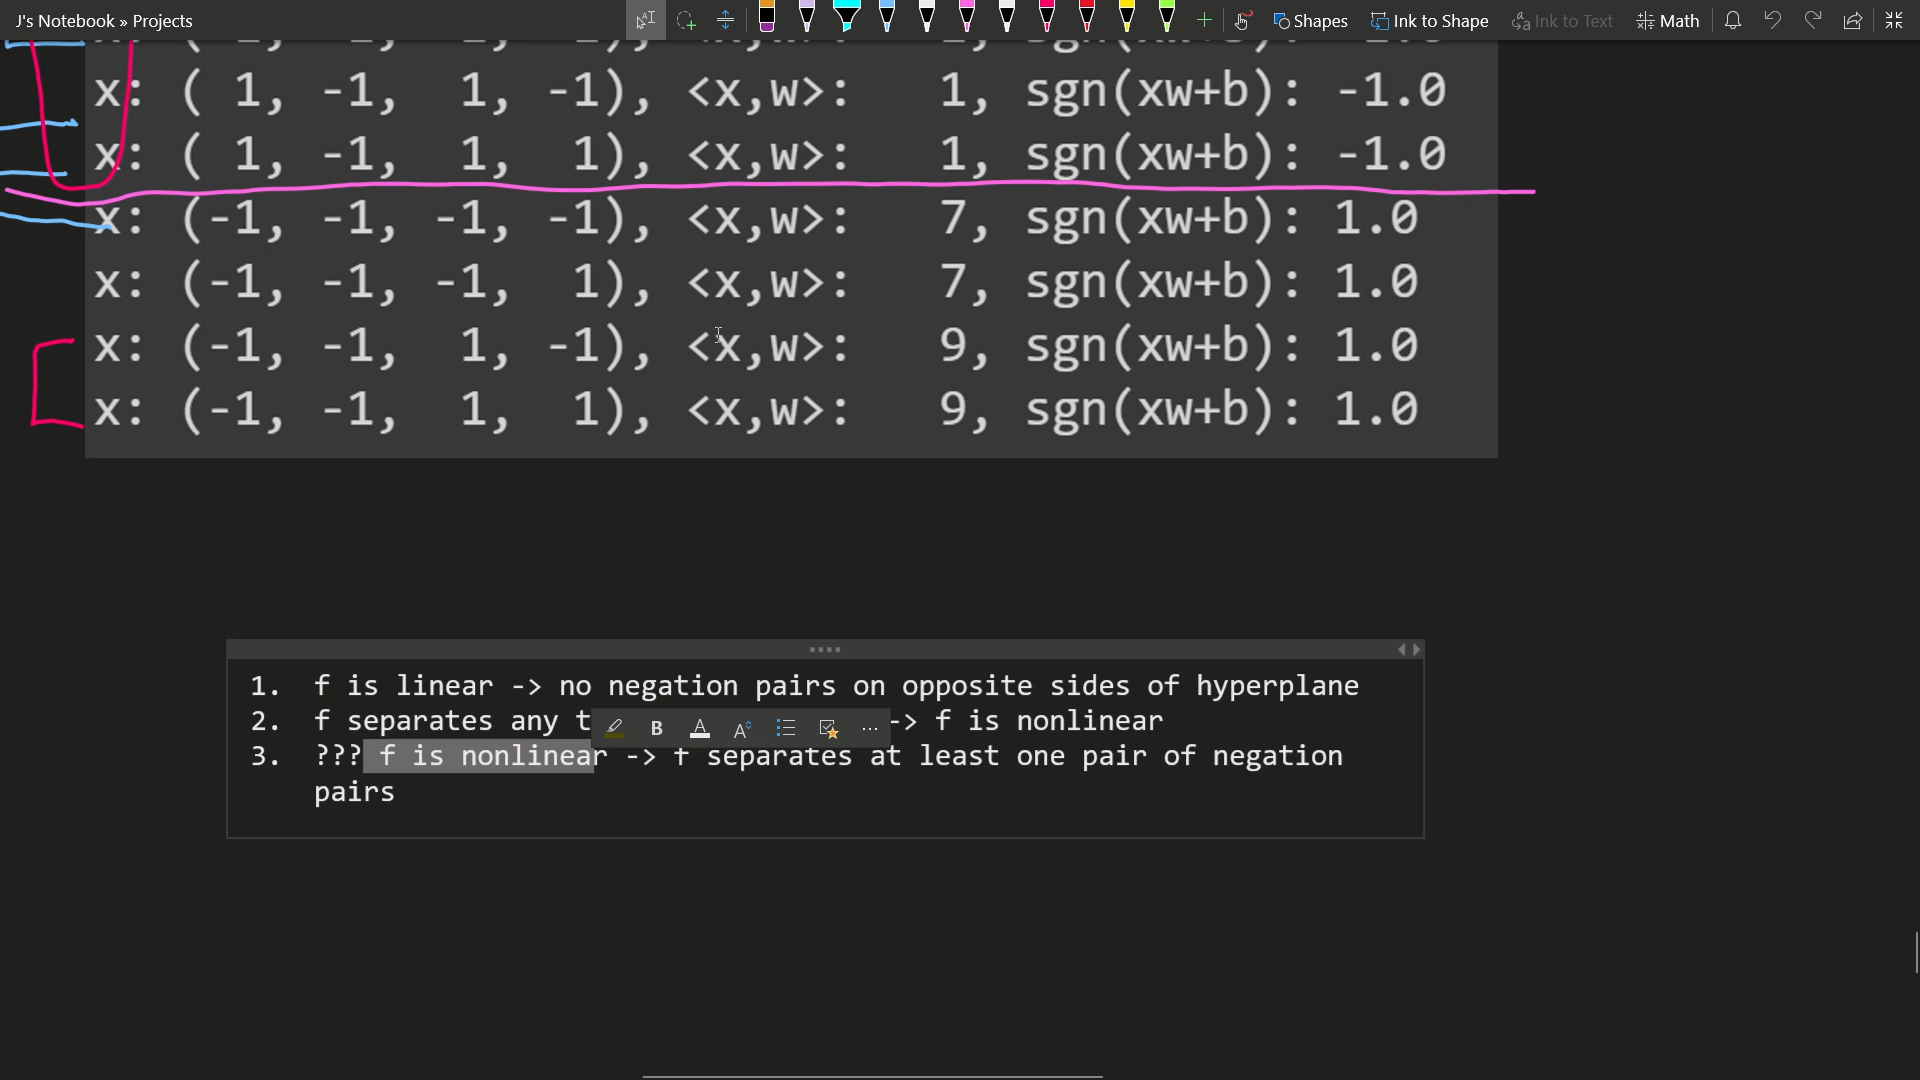 J's Notebook » Projects
Shapes
Ink to Shape
Ink to Text
Math
x: ( 1, -1, 1, -1), <x,w>: 1, sgn(xw+b): -1.0
x: ( 1, -1, 1, 1), <x,w>: 1, sgn(xw+b): -1.0
x: (-1, -1, -1, -1), <x,w>: 7, sgn(xw+b): 1.0
x: (-1, -1, -1, 1), <x,w>: 7, sgn(xw+b): 1.0
x: (-1, -1, 1, -1), <x,w>: 9, sgn(xw+b): 1.0
x: (-1, -1, 1, 1), <x,w>: 9, sgn(xw+b): 1.0
1. f is linear -> no negation pairs on opposite sides of hyperplane
2. f separates any -> f is nonlinear
3. ??? f is nonlinear -> f separates at least one pair of negation
pairs